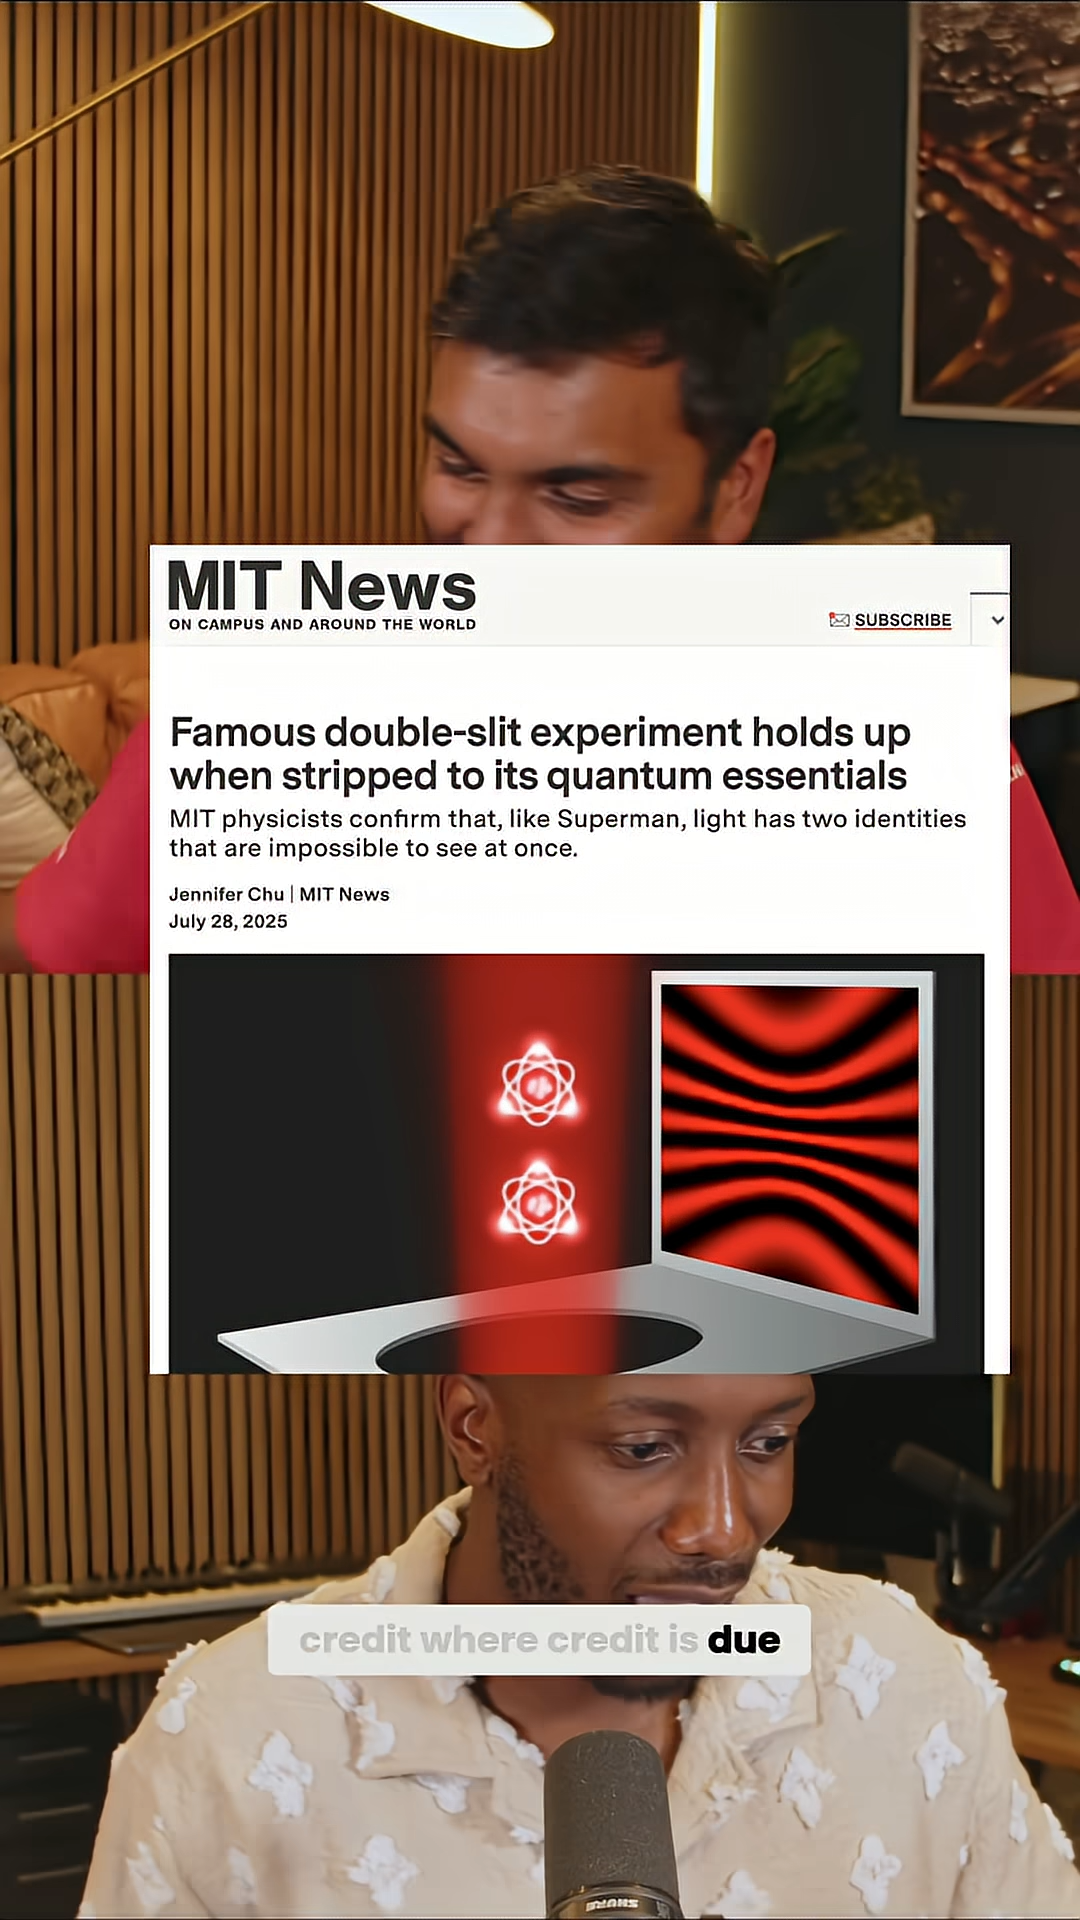 MIT News
ON CAMPUS AND AROUND THE WORLD
SUBSCRIBE
Famous double-slit experiment holds up
when stripped to its quantum essentials
MIT physicists confirm that, like Superman, light has two identities
that are impossible to see at once.
Jennifer Chu | MIT News
July 28, 2025
credit where credit is due
SHURE